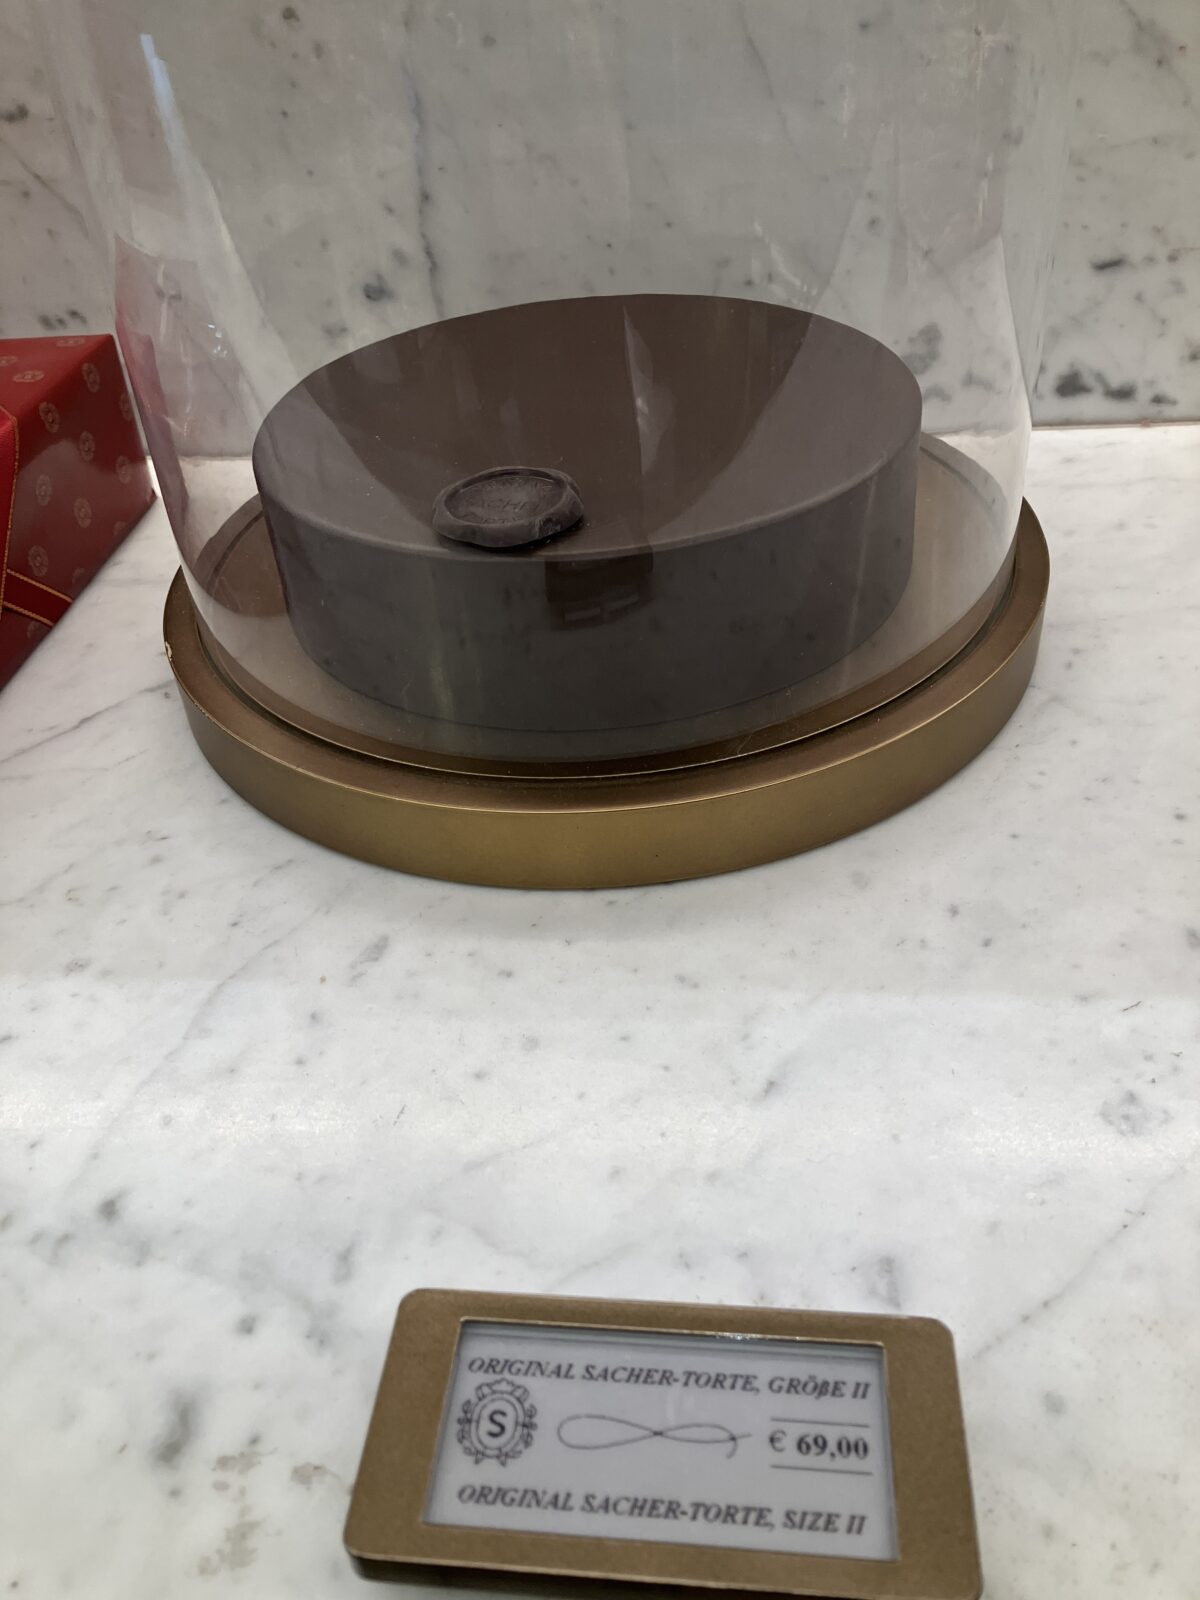 ORIGINAL SACHER-TORTE, GRÖßE II
S
€ 69,00
ORIGINAL SACHER-TORTE, SIZE II